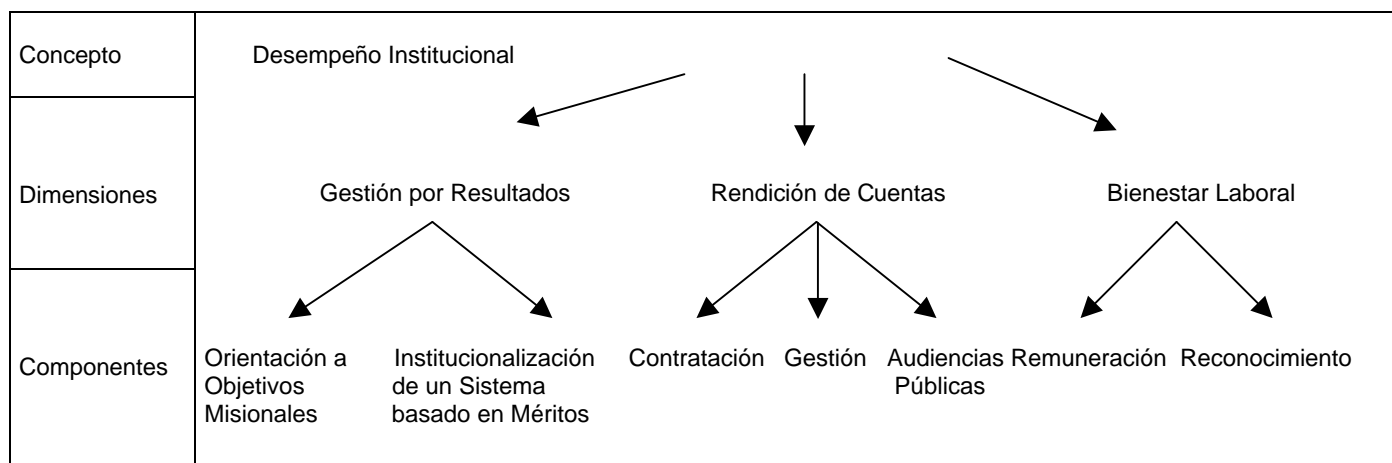 Concepto
Desempeño Institucional
Dimensiones
Gestión por Resultados
Rendición de Cuentas
Bienestar Laboral
Componentes
Orientación a
Objetivos
Misionales
Institucionalización
de un Sistema
basado en Méritos
Contratación
Gestión
Audiencias
Públicas
Remuneración
Reconocimiento